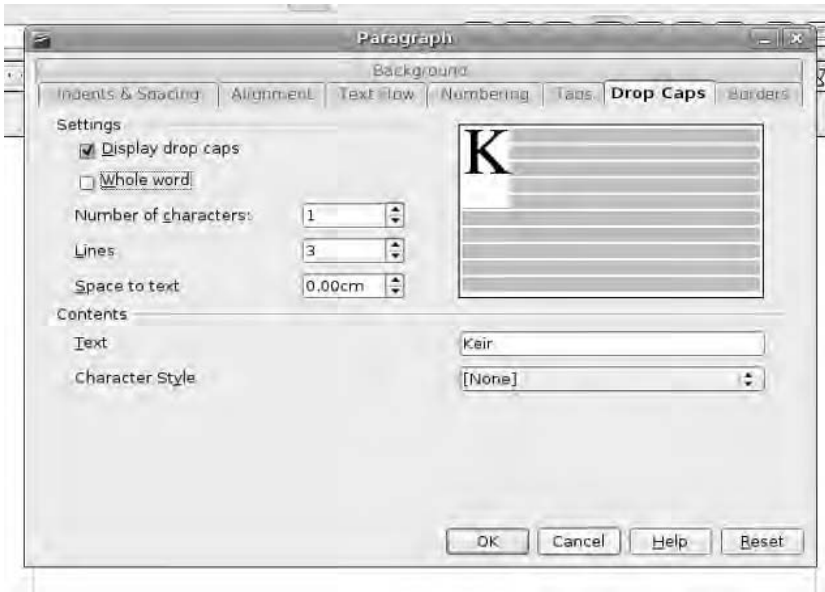 Paragraph
Background
Indents & Spacing Alignment Text Flow Numbering Tabs Drop Caps Borders
Settings
Display drop caps
Whole word
Number of characters: 1
Lines 3
Space to text 0.00cm
K
Contents
Text Keir
Character Style [None]
OK Cancel Help Reset